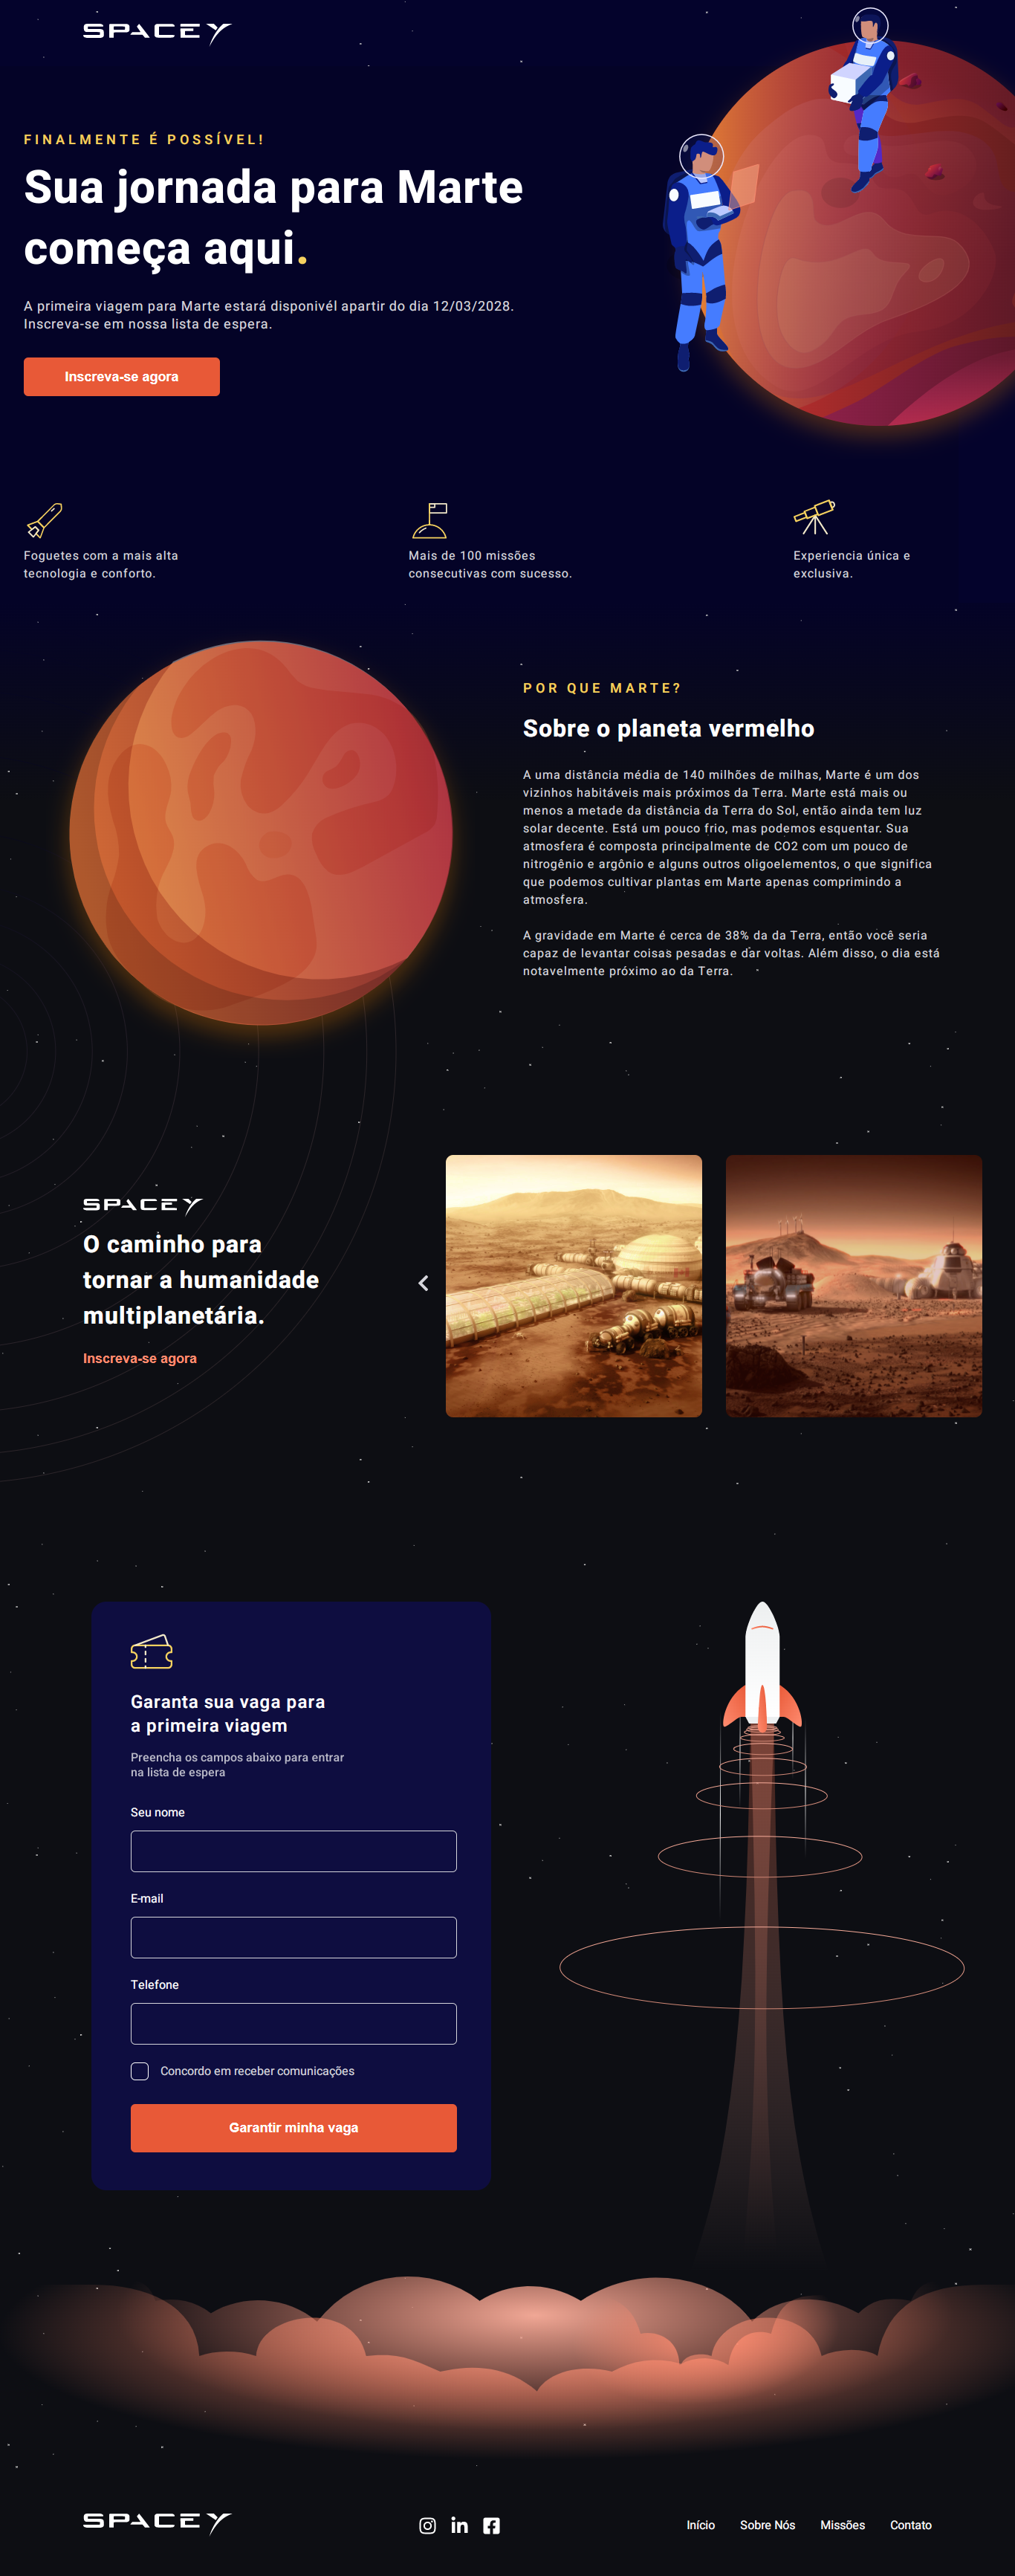 SPACEY
FINALMENTE É POSSÍVEL!
Sua jornada para Marte
começa aqui.
A primeira viagem para Marte estará disponivél apartir do dia 12/03/2028.
Inscreva-se em nossa lista de espera.
Inscreva-se agora
Foguetes com a mais alta
tecnologia e conforto.
Mais de 100 missões
consecutivas com sucesso.
Experiencia única e
exclusiva.
POR QUE MARTE?
Sobre o planeta vermelho
A uma distância média de 140 milhões de milhas, Marte é um dos
vizinhos habitáveis mais próximos da Terra. Marte está mais ou
menos a metade da distância da Terra do Sol, então ainda tem luz
solar decente. Está um pouco frio, mas podemos esquentar. Sua
atmosfera é composta principalmente de CO2 com um pouco de
nitrogênio e argônio e alguns outros oligoelementos, o que significa
que podemos cultivar plantas em Marte apenas comprimindo a
atmosfera.
A gravidade em Marte é cerca de 38% da da Terra, então você seria
capaz de levantar coisas pesadas e dar voltas. Além disso, o dia está
notavelmente próximo ao da Terra.
SPACEY
O caminho para
tornar a humanidade
multiplanetária.
Inscreva-se agora
Garanta sua vaga para
a primeira viagem
Preencha os campos abaixo para entrar
na lista de espera
Seu nome
E-mail
Telefone
Concordo em receber comunicações
Garantir minha vaga
SPACEY
Início Sobre Nós Missões Contato